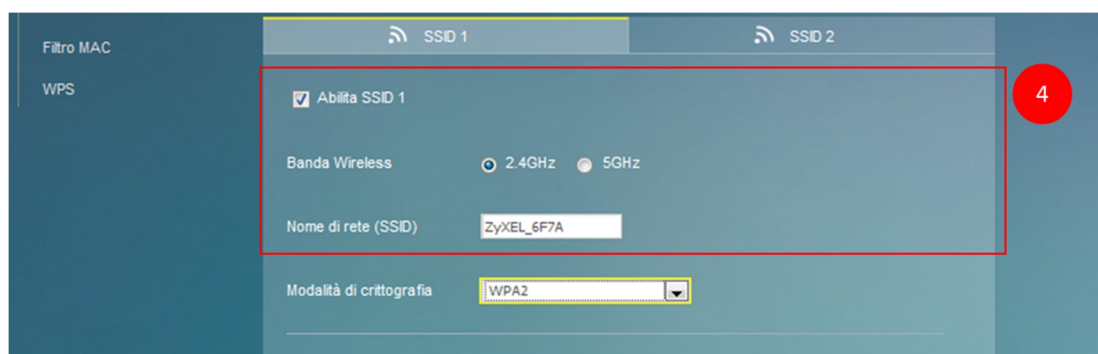 Filtro MAC
WPS
SSID 1
SSID 2
Abilita SSID 1
4
Banda Wireless
2.4GHz
5GHz
Nome di rete (SSID)
ZyXEL_6F7A
Modalità di crittografia
WPA2